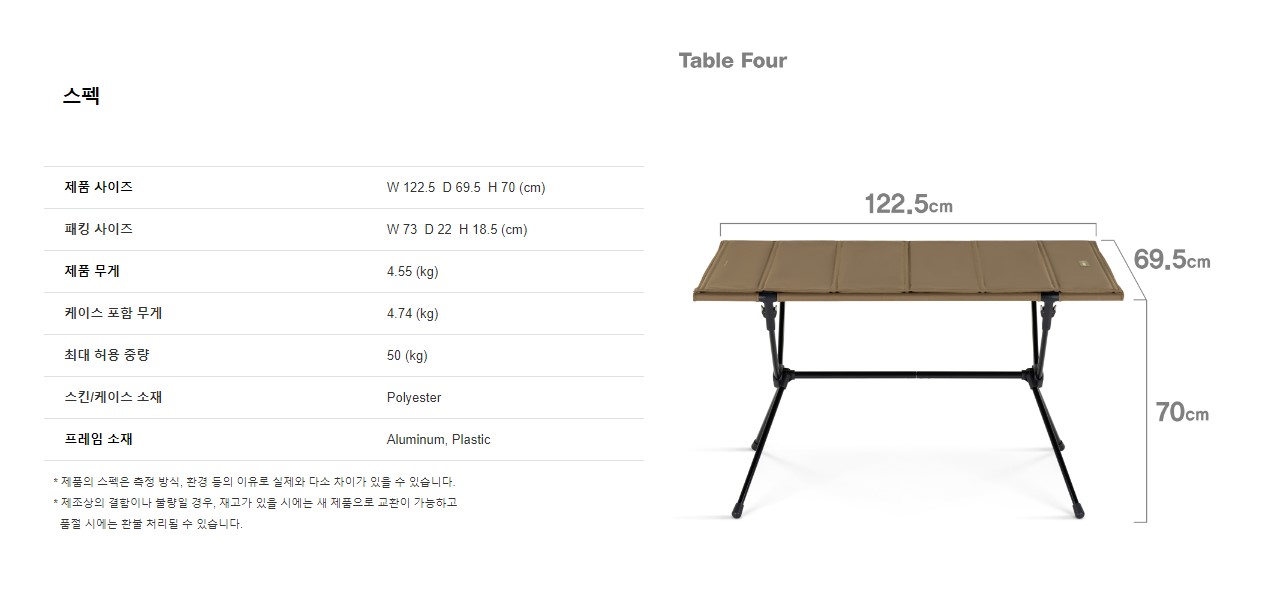 Table Four
스펙
제품 사이즈 W 122.5 D 69.5 H 70 (cm)
패킹 사이즈 W 73 D 22 H 18.5 (cm)
제품 무게 4.55 (kg)
케이스 포함 무게 4.74 (kg)
최대 허용 중량 50 (kg)
스킨/케이스 소재 Polyester
프레임 소재 Aluminum, Plastic
* 제품의 스펙은 측정 방식, 환경 등의 이유로 실제와 다소 차이가 있을 수 있습니다.
* 제조상의 결함이나 불량일 경우, 재고가 있을 시에는 새 제품으로 교환이 가능하고
품절 시에는 환불 처리될 수 있습니다.
122.5cm
69.5cm
70cm